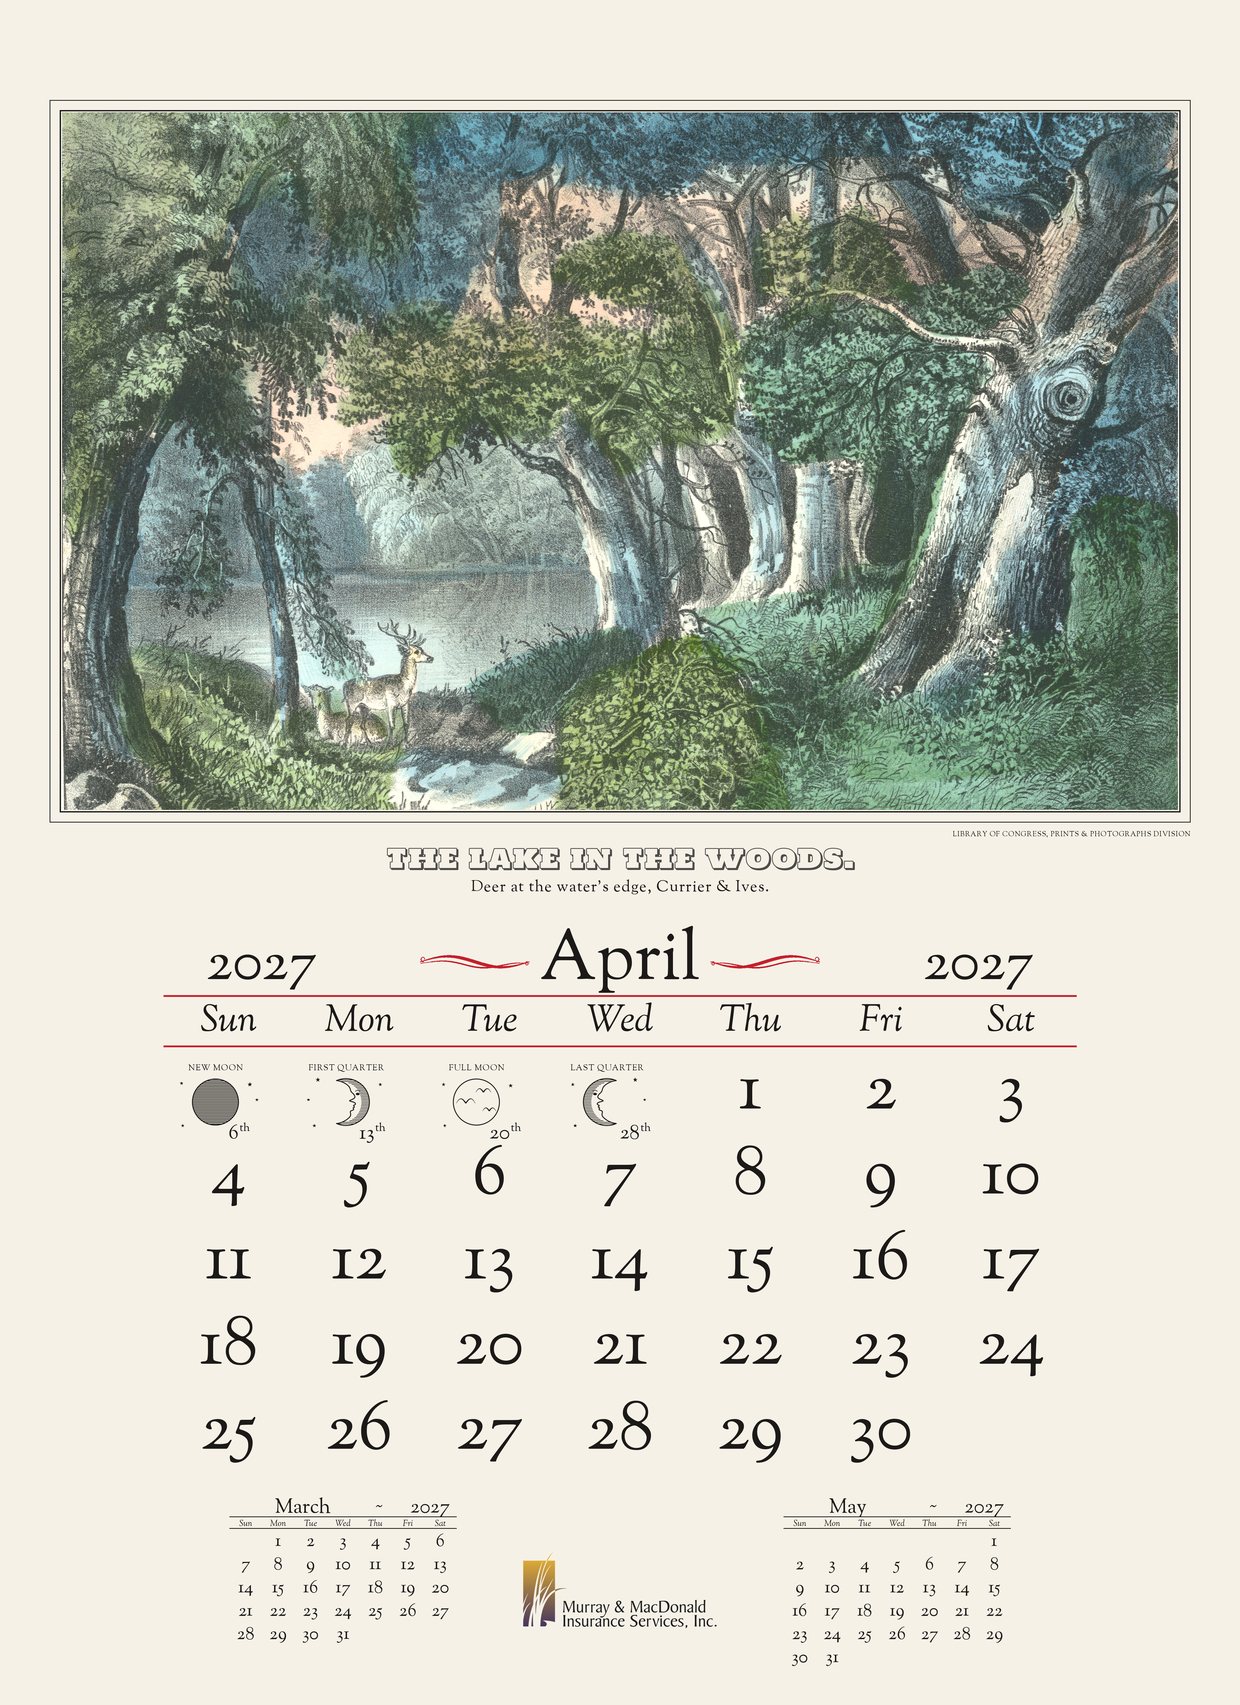 LIBRARY OF CONGRESS, PRINTS & PHOTOGRAPHS DIVISION
THE LAKE IN THE WOODS.
Deer at the water's edge, Currier & Ives.
2027 April 2027
Sun Mon Tue Wed Thu Fri Sat
NEW MOON FIRST QUARTER FULL MOON LAST QUARTER
6th 13th 20th 28th
1 2 3
4 5 6 7 8 9 10
11 12 13 14 15 16 17
18 19 20 21 22 23 24
25 26 27 28 29 30
March ~ 2027
Sun Mon Tue Wed Thu Fri Sat
1 2 3 4 5 6
7 8 9 10 11 12 13
14 15 16 17 18 19 20
21 22 23 24 25 26 27
28 29 30 31
Murray & MacDonald
Insurance Services, Inc.
May ~ 2027
Sun Mon Tue Wed Thu Fri Sat
1
2 3 4 5 6 7 8
9 10 11 12 13 14 15
16 17 18 19 20 21 22
23 24 25 26 27 28 29
30 31